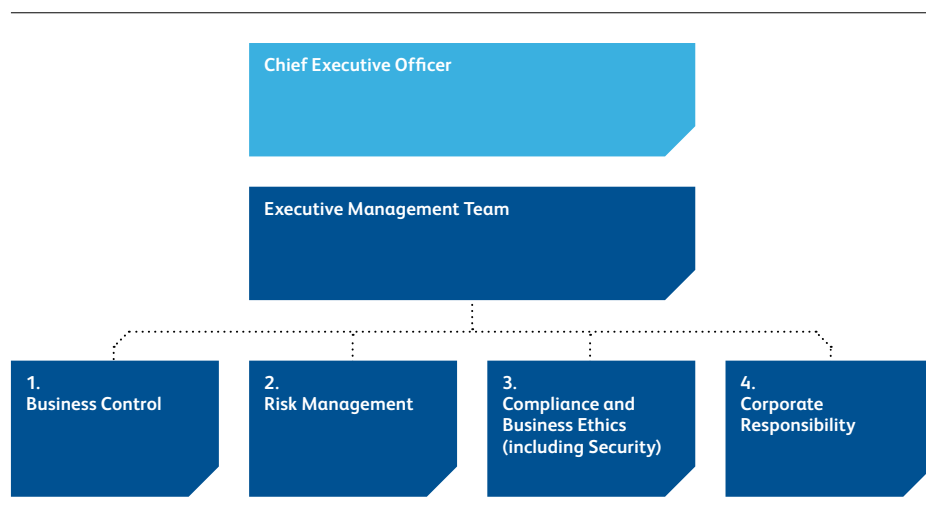 Chief Executive Officer
Executive Management Team
1.
Business Control
2.
Risk Management
3.
Compliance and
Business Ethics
(including Security)
4.
Corporate
Responsibility